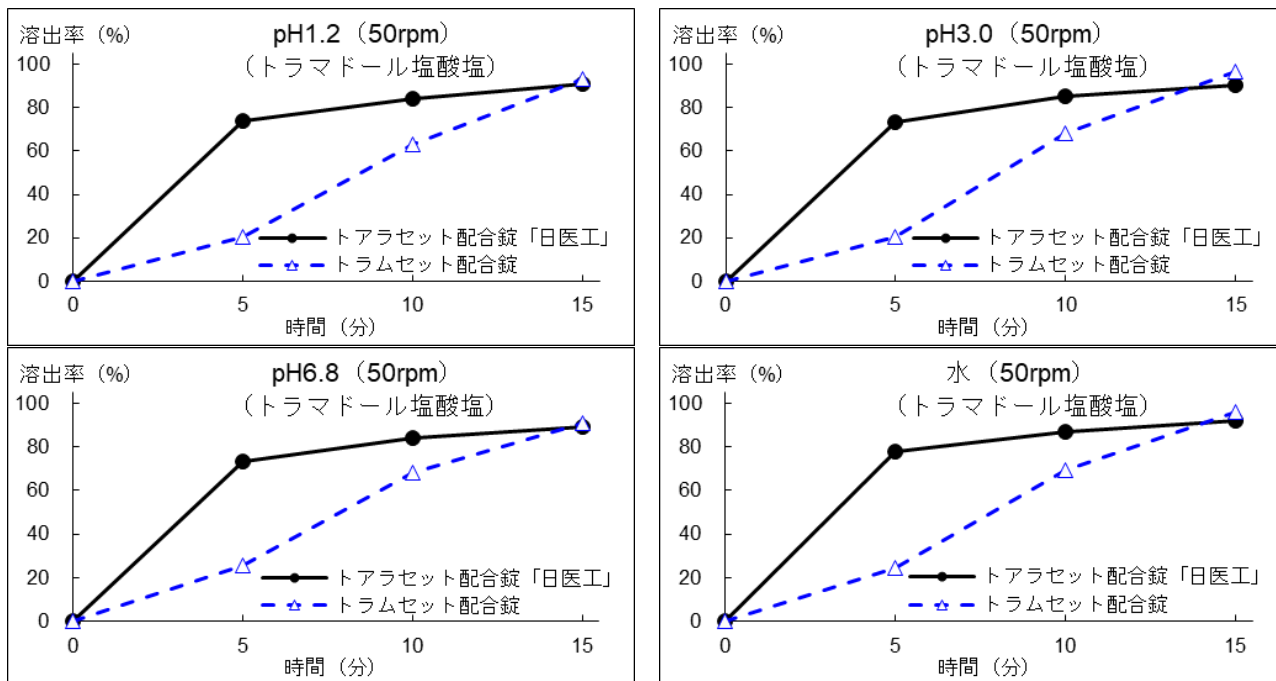 溶出率 (%)
pH1.2（50rpm）
（トラマドール塩酸塩）
100
80
60
40
20
0
トアラセット配合錠「日医工」
トラムセット配合錠
0 5 10 15
時間（分）
溶出率 (%)
pH3.0（50rpm）
（トラマドール塩酸塩）
100
80
60
40
20
0
トアラセット配合錠「日医工」
トラムセット配合錠
0 5 10 15
時間（分）
溶出率 (%)
pH6.8（50rpm）
（トラマドール塩酸塩）
100
80
60
40
20
0
トアラセット配合錠「日医工」
トラムセット配合錠
0 5 10 15
時間（分）
溶出率 (%)
水（50rpm）
（トラマドール塩酸塩）
100
80
60
40
20
0
トアラセット配合錠「日医工」
トラムセット配合錠
0 5 10 15
時間（分）